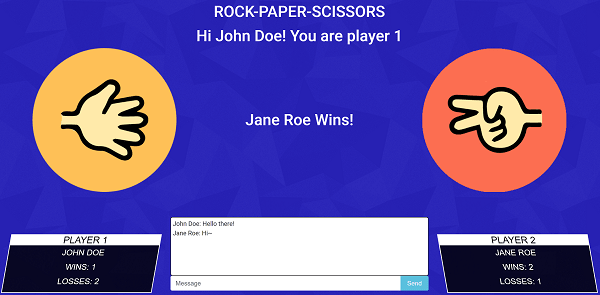 ROCK-PAPER-SCISSORS
Hi John Doe! You are player 1
Jane Roe Wins!
John Doe: Hello there!
Jane Roe: Hi~
Message
Send
PLAYER 1
JOHN DOE
WINS: 1
LOSSES: 2
PLAYER 2
JANE ROE
WINS: 2
LOSSES: 1